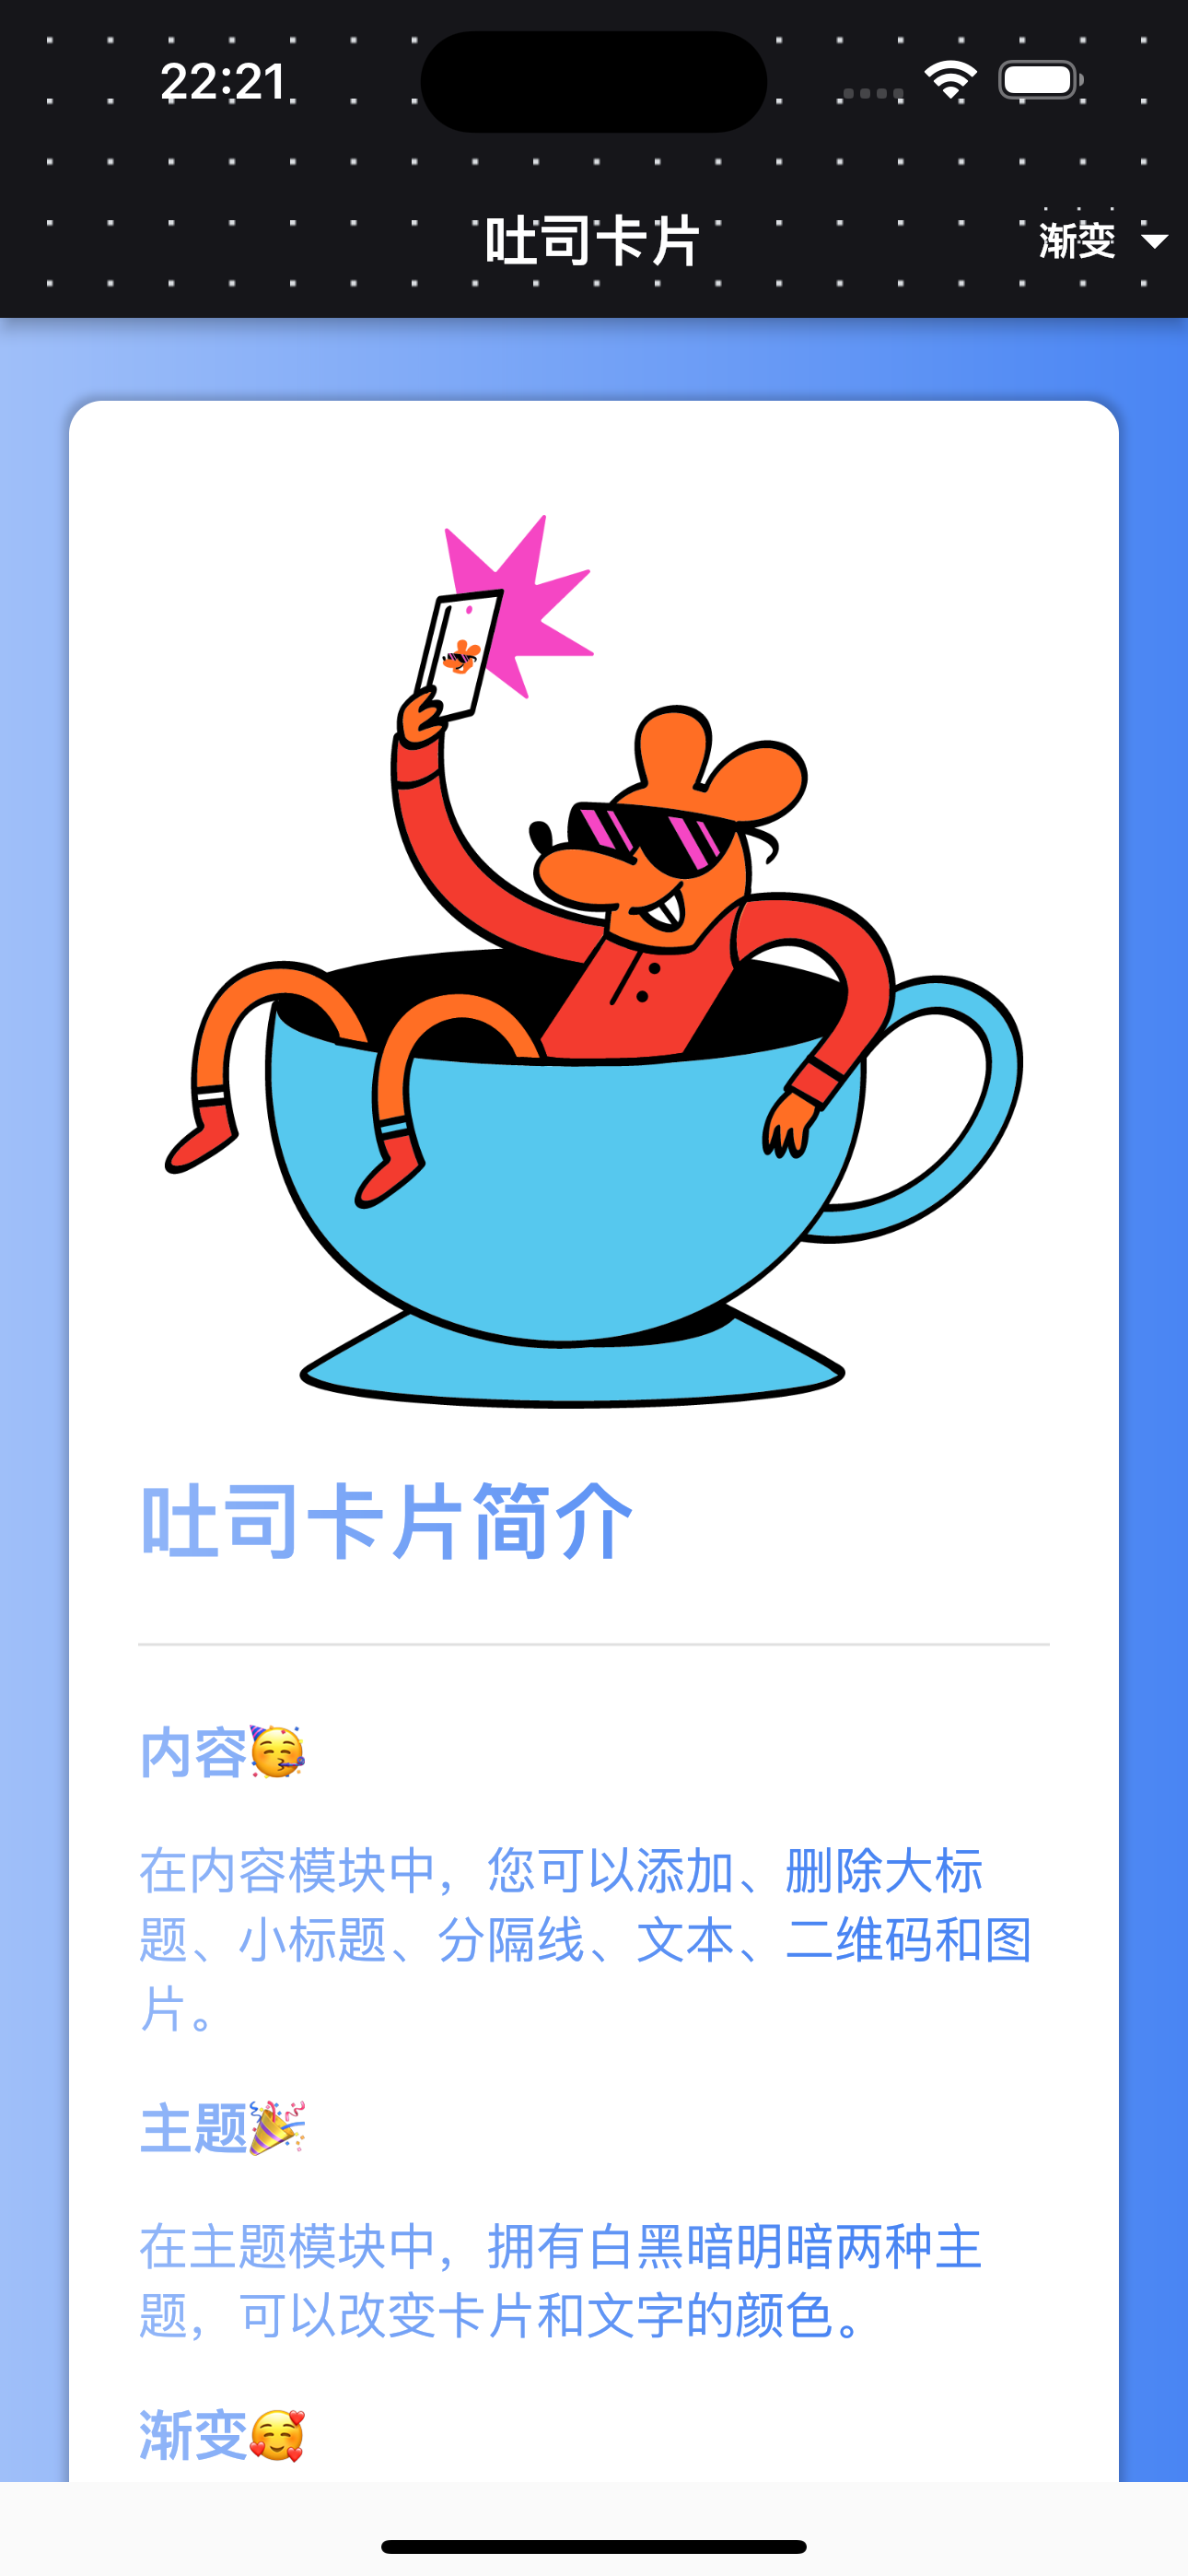 22:21
吐司卡片
渐变
吐司卡片简介
内容🥳
在内容模块中，您可以添加、删除大标
题、小标题、分隔线、文本、二维码和图
片。
主题🎉
在主题模块中，拥有白黑暗明暗两种主
题，可以改变卡片和文字的颜色。
渐变🥰